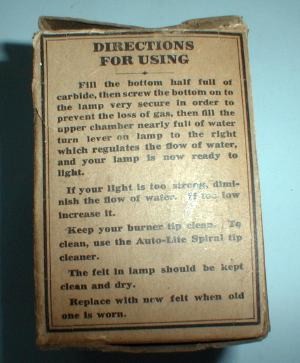 DIRECTIONS
FOR USING
Fill the bottom half full of
carbide, then screw the bottom on to
the lamp very secure in order to
prevent the loss of gas, then fill the
upper chamber nearly full of water
turn lever on lamp to the right
which regulates the flow of water,
and your lamp is now ready to
light.
If your light is too strong, dimi-
nish the flow of water. If too low
increase it.
Keep your burner tip clean. To
clean, use the Auto-Lite Spiral tip
cleaner.
The felt in lamp should be kept
clean and dry.
Replace with new felt when old
one is worn.